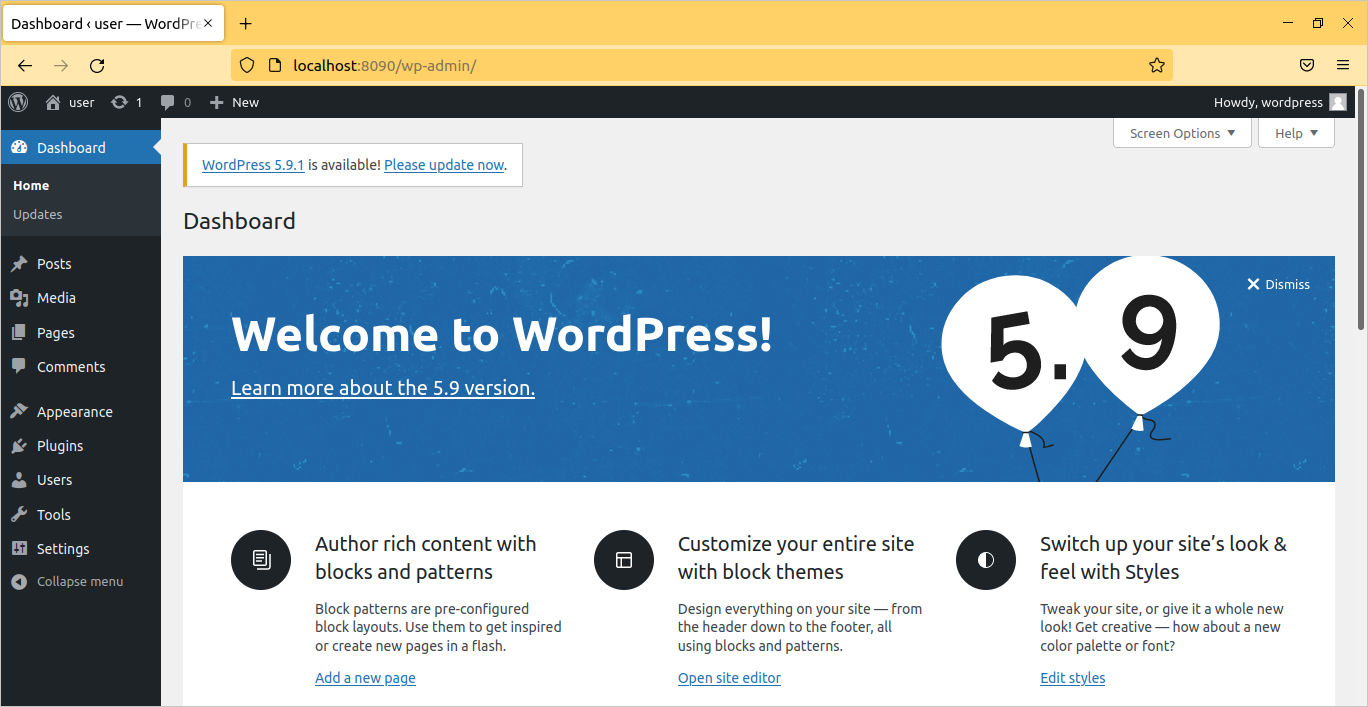 Dashboard ‹ user — WordPre
localhost:8090/wp-admin/
user 1 0 New Howdy, wordpress
Screen Options Help
Dashboard
Home
Updates
Posts
Media
Pages
Comments
Appearance
Plugins
Users
Tools
Settings
Collapse menu
WordPress 5.9.1 is available! Please update now.
Dashboard
Dismiss
Welcome to WordPress!
Learn more about the 5.9 version.
5.9
Author rich content with
blocks and patterns
Block patterns are pre-configured
block layouts. Use them to get inspired
or create new pages in a flash.
Add a new page
Customize your entire site
with block themes
Design everything on your site — from
the header down to the footer, all
using blocks and patterns.
Open site editor
Switch up your site’s look &
feel with Styles
Tweak your site, or give it a whole new
look! Get creative — how about a new
color palette or font?
Edit styles